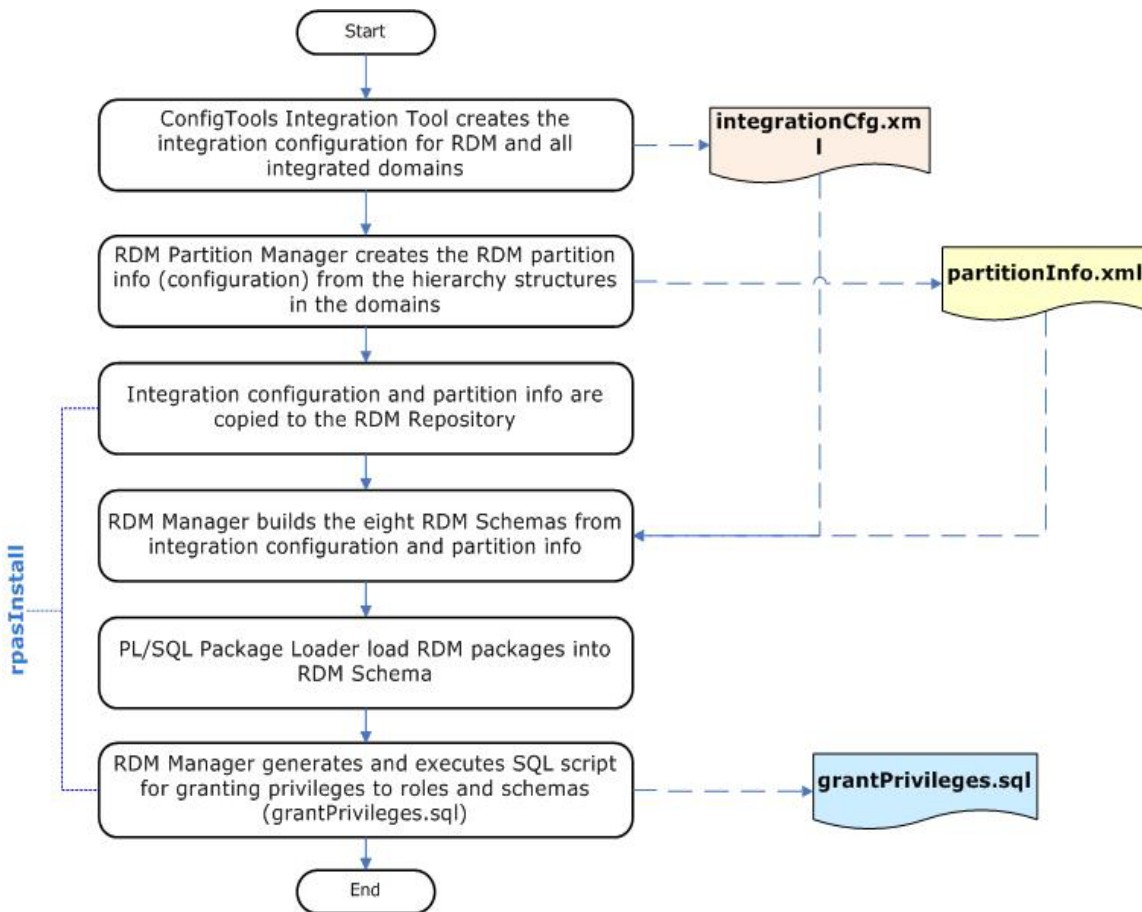 Start
ConfigTools Integration Tool creates the
integration configuration for RDM and all
integrated domains
integrationCfg.xm
l
RDM Partition Manager creates the RDM partition
info (configuration) from the hierarchy structures
in the domains
partitionInfo.xml
Integration configuration and partition info are
copied to the RDM Repository
RDM Manager builds the eight RDM Schemas from
integration configuration and partition info
rpasInstall
PL/SQL Package Loader load RDM packages into
RDM Schema
RDM Manager generates and executes SQL script
for granting privileges to roles and schemas
(grantPrivileges.sql)
grantPrivileges.sql
End